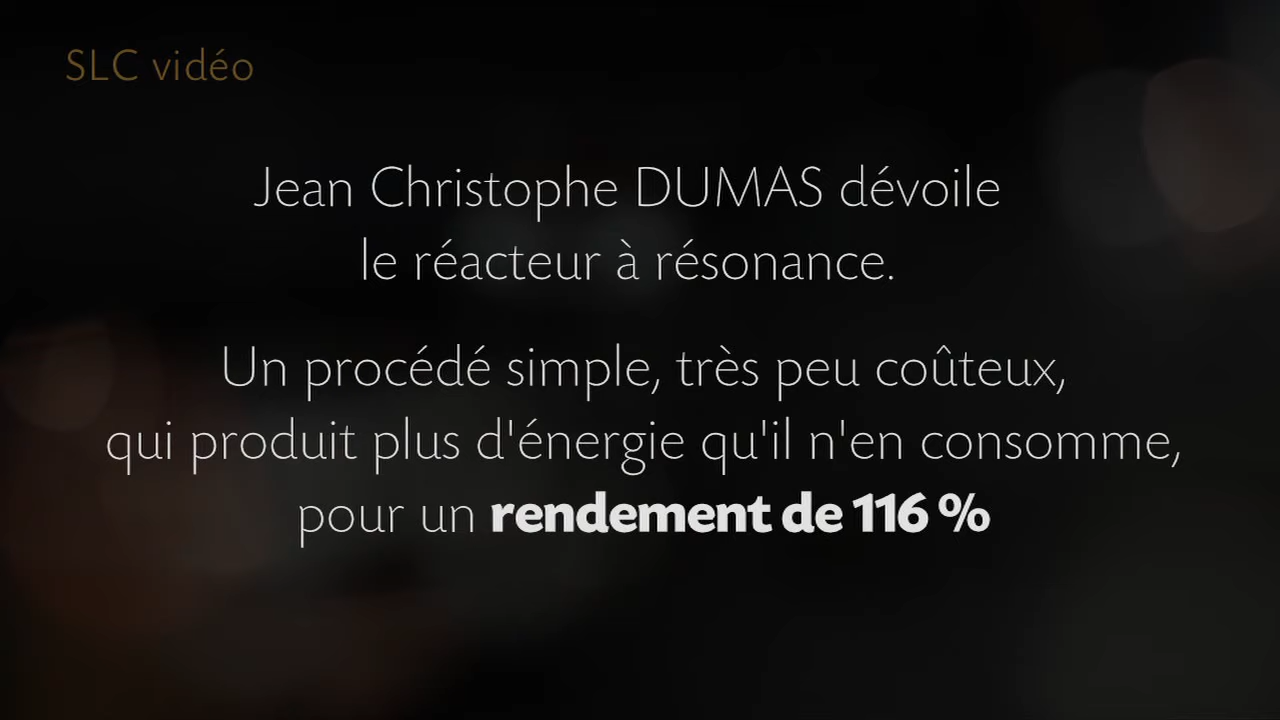 SLC vidéo
Jean Christophe DUMAS dévoile
le réacteur à résonance.
Un procédé simple, très peu coûteux,
qui produit plus d'énergie qu'il n'en consomme,
pour un rendement de 116 %